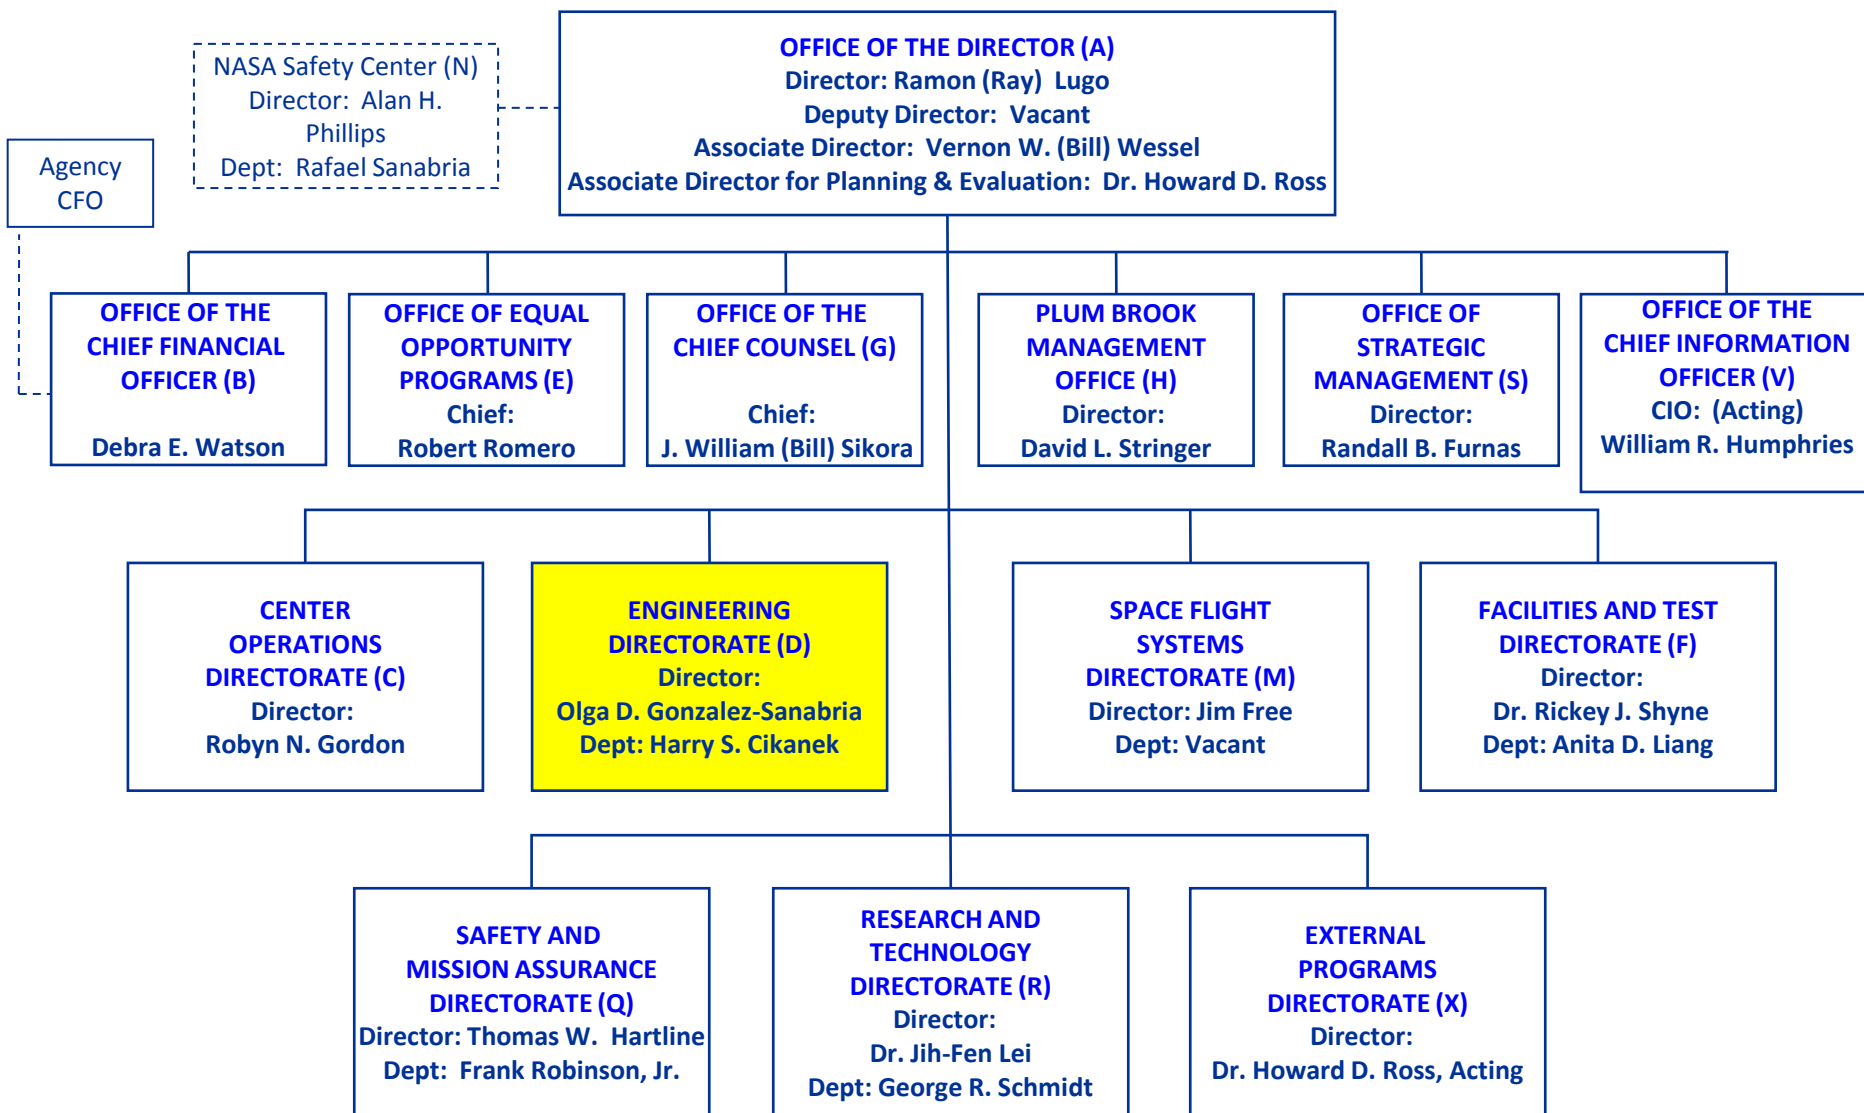 OFFICE OF THE DIRECTOR (A)
Director: Ramon (Ray) Lugo
Deputy Director: Vacant
Associate Director: Vernon W. (Bill) Wessel
Associate Director for Planning & Evaluation: Dr. Howard D. Ross
NASA Safety Center (N)
Director: Alan H.
Phillips
Dept: Rafael Sanabria
Agency
CFO
OFFICE OF THE
CHIEF FINANCIAL
OFFICER (B)
Debra E. Watson
OFFICE OF EQUAL
OPPORTUNITY
PROGRAMS (E)
Chief:
Robert Romero
OFFICE OF THE
CHIEF COUNSEL (G)
Chief:
J. William (Bill) Sikora
PLUM BROOK
MANAGEMENT
OFFICE (H)
Director:
David L. Stringer
OFFICE OF
STRATEGIC
MANAGEMENT (S)
Director:
Randall B. Furnas
OFFICE OF THE
CHIEF INFORMATION
OFFICER (V)
CIO: (Acting)
William R. Humphries
CENTER
OPERATIONS
DIRECTORATE (C)
Director:
Robyn N. Gordon
ENGINEERING
DIRECTORATE (D)
Director:
Olga D. Gonzalez-Sanabria
Dept: Harry S. Cikanek
SPACE FLIGHT
SYSTEMS
DIRECTORATE (M)
Director: Jim Free
Dept: Vacant
FACILITIES AND TEST
DIRECTORATE (F)
Director:
Dr. Rickey J. Shyne
Dept: Anita D. Liang
SAFETY AND
MISSION ASSURANCE
DIRECTORATE (Q)
Director: Thomas W. Hartline
Dept: Frank Robinson, Jr.
RESEARCH AND
TECHNOLOGY
DIRECTORATE (R)
Director:
Dr. Jih-Fen Lei
Dept: George R. Schmidt
EXTERNAL
PROGRAMS
DIRECTORATE (X)
Director:
Dr. Howard D. Ross, Acting